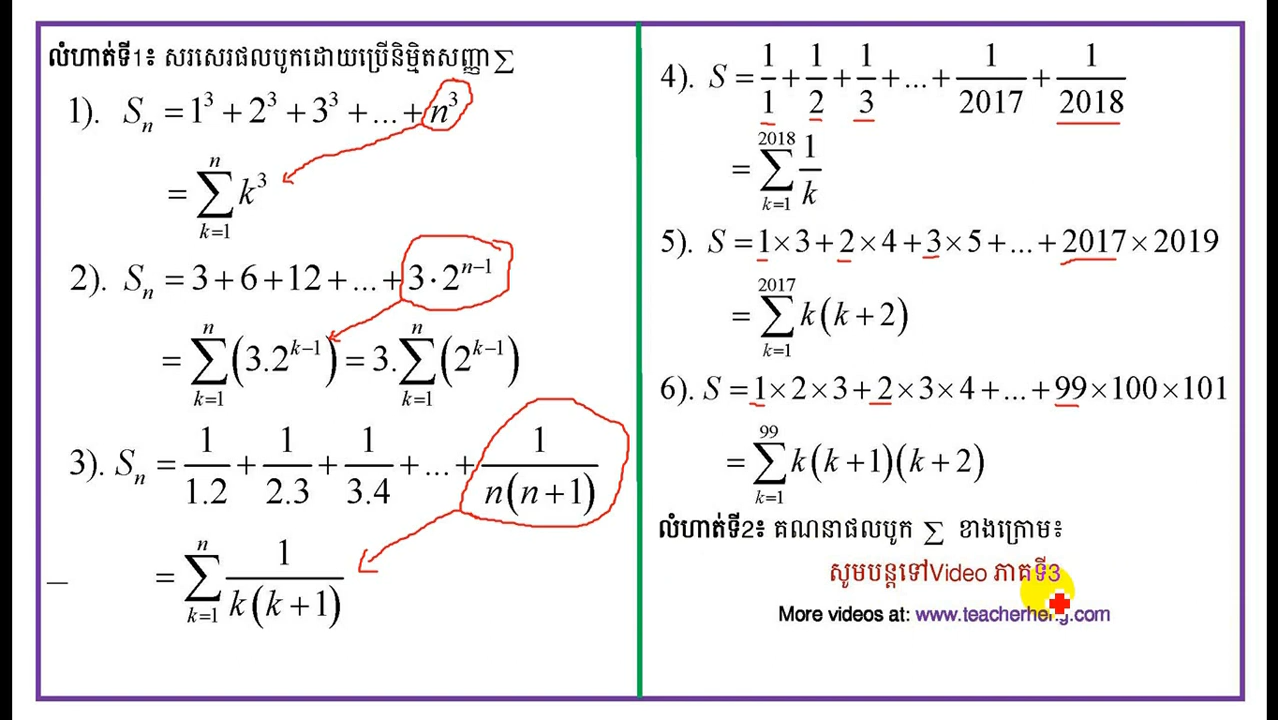 លំហាត់ទី1៖ សរសេរផលបូកដោយប្រើនិម្មិតសញ្ញា ∑
1). Sₙ = 1³ + 2³ + 3³ + ... + n³
= ∑_{k=1}^{n} k³
2). Sₙ = 3 + 6 + 12 + ... + 3 · 2^{n−1}
= ∑_{k=1}^{n} (3.2^{k−1}) = 3. ∑_{k=1}^{n} (2^{k−1})
3). Sₙ = 1/1.2 + 1/2.3 + 1/3.4 + ... + 1/n(n+1)
= ∑_{k=1}^{n} 1/k(k+1)
4). S = 1/1 + 1/2 + 1/3 + ... + 1/2017 + 1/2018
= ∑_{k=1}^{2018} 1/k
5). S = 1×3 + 2×4 + 3×5 + ... + 2017×2019
= ∑_{k=1}^{2017} k(k+2)
6). S = 1×2×3 + 2×3×4 + ... + 99×100×101
= ∑_{k=1}^{99} k(k+1)(k+2)
លំហាត់ទី2៖ គណនាផលបូក ∑ ខាងក្រោម៖
សូមបន្តទៅVideo ភាគទី3
More videos at: www.teacherheng.com